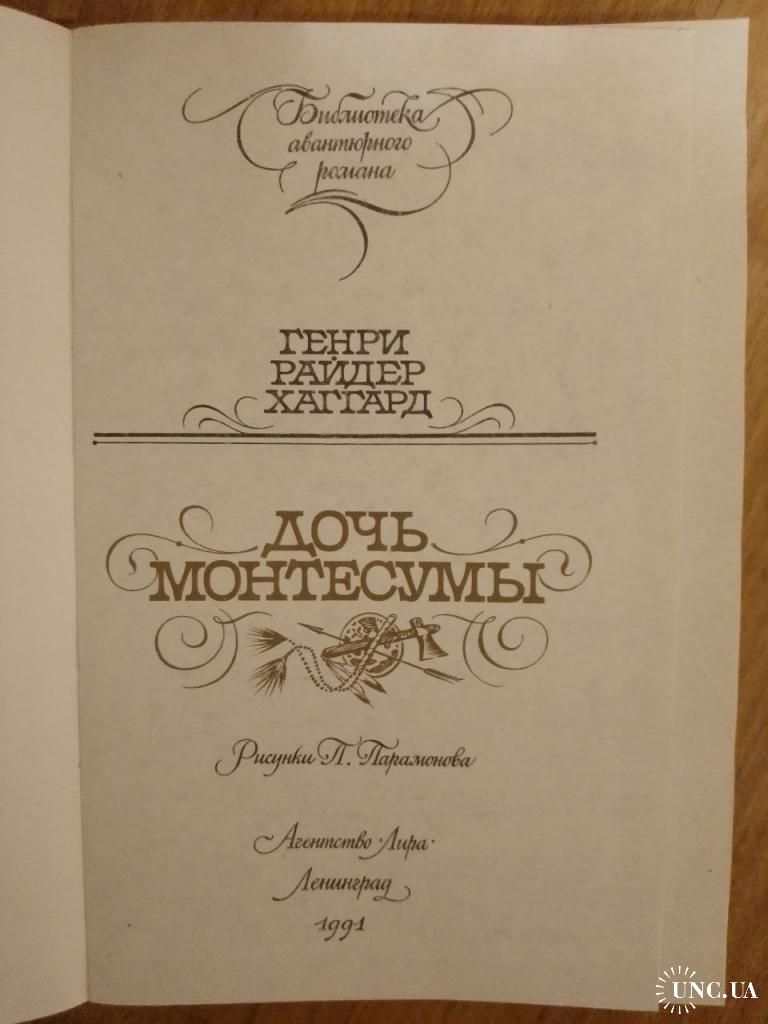 Библиотека
авантюрного
романа
ГЕНРИ
РАЙДЕР
ХАГГАРД
ДОЧЬ
МОНТЕСУМЫ
Рисунки П. Парамонова
Агентство ·Лира·
Ленинград
1991
UNC.UA